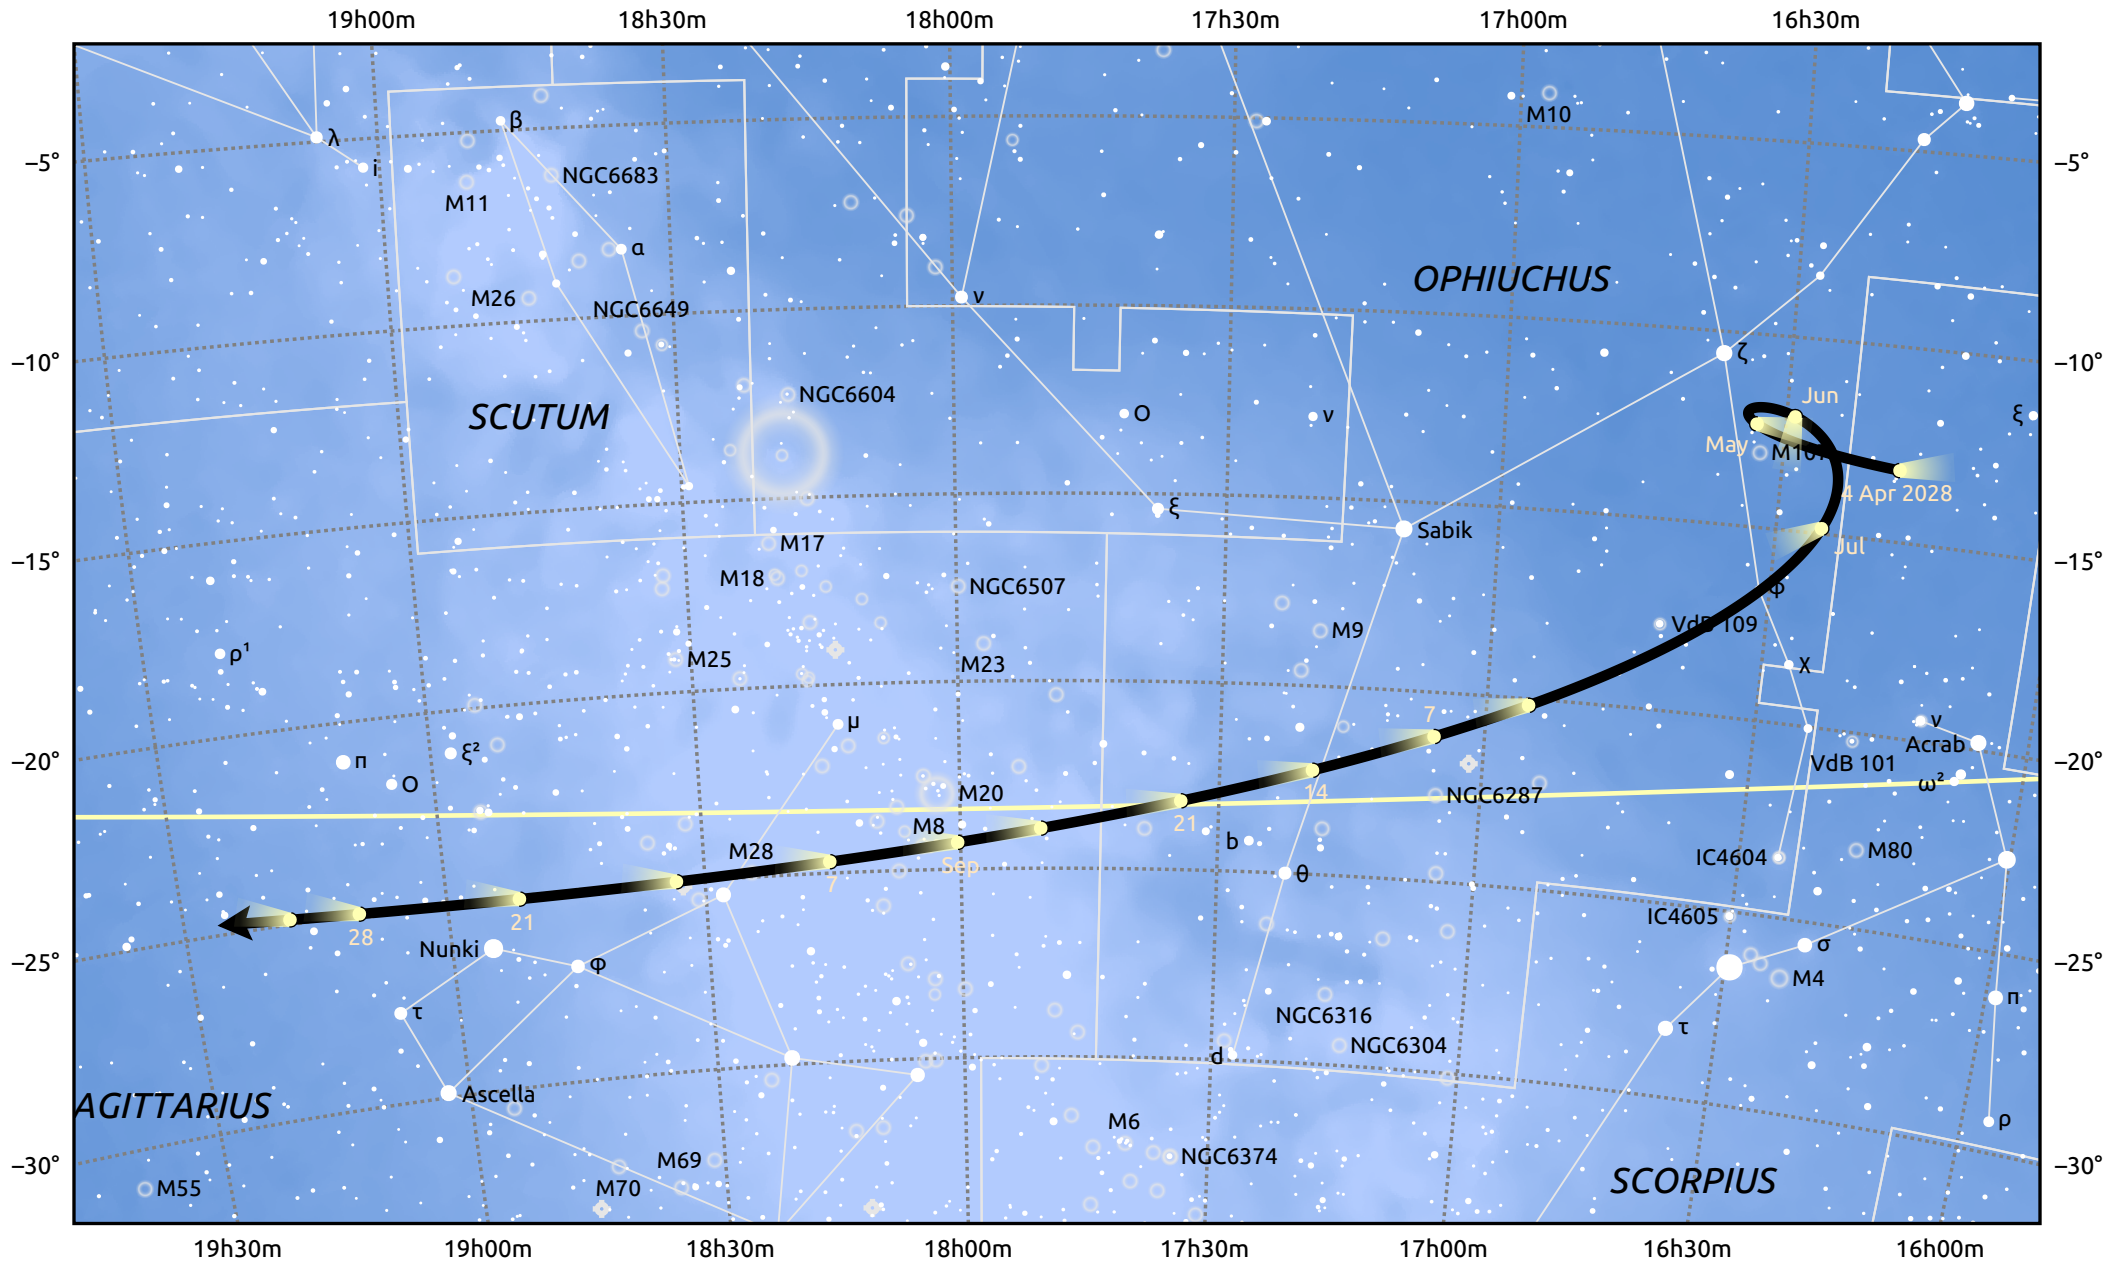 19h00m 18h30m 18h00m 17h30m 17h00m 16h30m
β M10
λ
−5° i NGC6683 −5°
M11
α
OPHIUCHUS
M26 ν
NGC6649
−10° ζ −10°
NGC6604 Jun
SCUTUM O ν ξ
May M107
4 Apr 2028
ξ
Sabik
M17 Jul
−15° −15°
M18 NGC6507 φ
VdB 109
M9
ρ¹ M25 M23 χ
7
μ ν
ξ² Acrab
−20° π −20°
VdB 101
O M20 14 NGC6287 ω²
M8 21
b
M28 IC4604 M80
Sep
7 θ
IC4605
21
28
Nunki σ
−25° φ −25°
M4
π
τ NGC6316
τ
NGC6304
d
Ascella
AGITTARIUS
M6 ρ
NGC6374
−30° M69 −30°
SCORPIUS
M55 M70
19h30m 19h00m 18h30m 18h00m 17h30m 17h00m 16h30m 16h00m